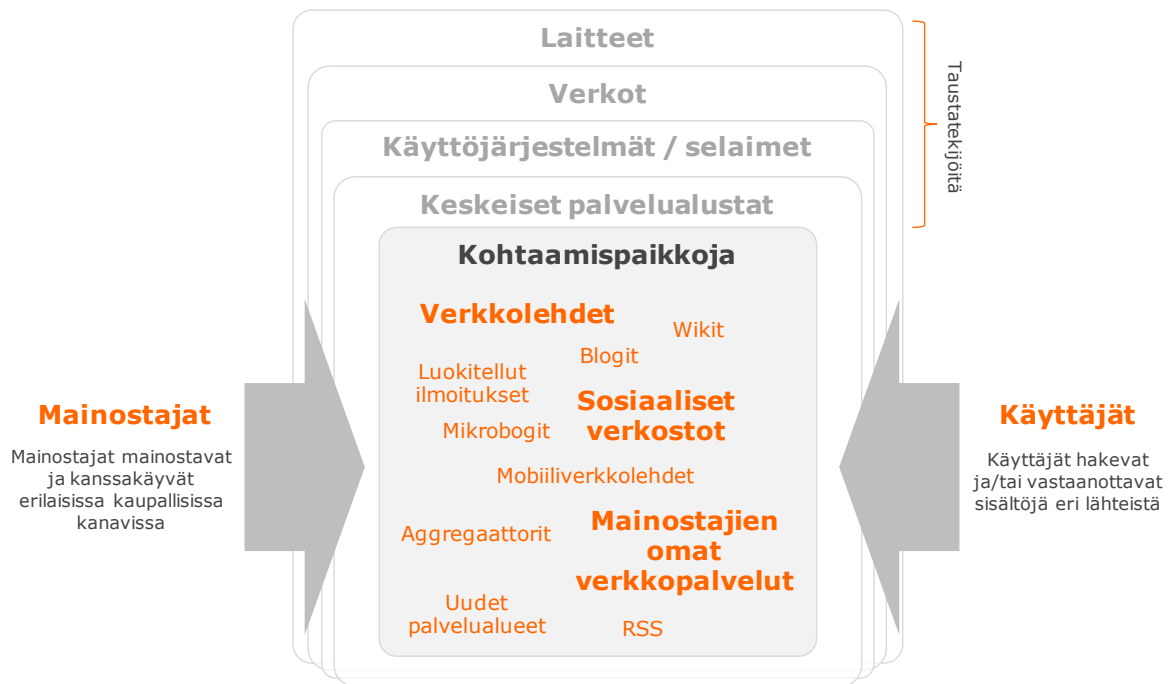 Laitteet
Verkot
Käyttöjärjestelmät / selaimet
Keskeiset palvelualustat
Taustatekijöitä
Kohtaamispaikkoja
Verkkolehdet
Wikit
Blogit
Luokitellut
ilmoitukset
Sosiaaliset
verkostot
Mikrobogit
Mobiiliverkkolehdet
Aggregaattorit
Mainostajien
omat
verkkopalvelut
Uudet
palvelualueet
RSS
Mainostajat
Mainostajat mainostavat
ja kanssakäyvät
erilaisissa kaupallisissa
kanavissa
Käyttäjät
Käyttäjät hakevat
ja/tai vastaanottavat
sisältöjä eri lähteistä